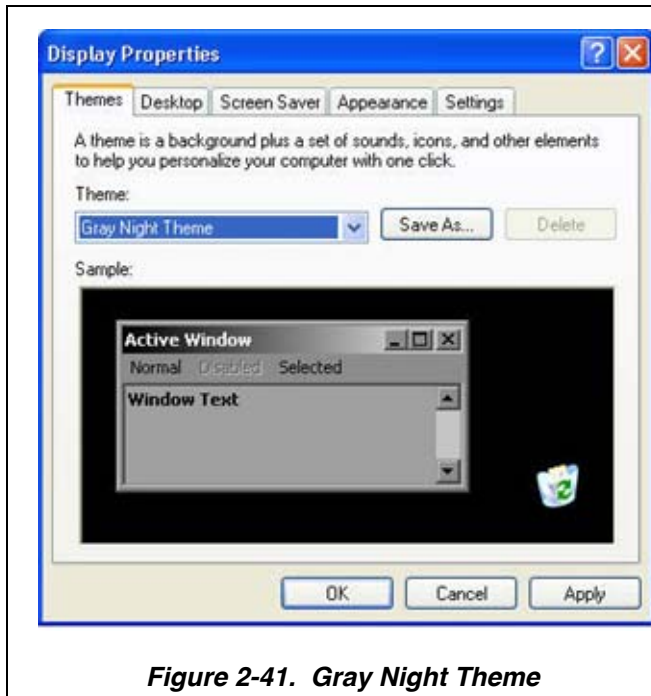 Display Properties
Themes Desktop Screen Saver Appearance Settings
A theme is a background plus a set of sounds, icons, and other elements
to help you personalize your computer with one click.
Theme:
Gray Night Theme Save As... Delete
Sample:
Active Window
Normal Disabled Selected
Window Text
OK Cancel Apply
Figure 2-41. Gray Night Theme